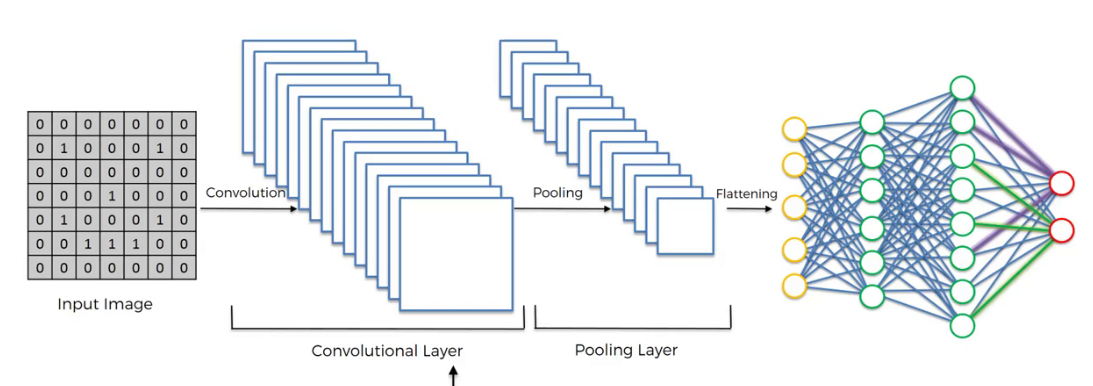 0 0 0 0 0 0 0
0 1 0 0 0 1 0
0 0 0 0 0 0 0
0 0 0 1 0 0 0
0 1 0 0 0 1 0
0 0 1 1 1 0 0
0 0 0 0 0 0 0
Input Image
Convolution
Convolutional Layer
Pooling
Pooling Layer
Flattening